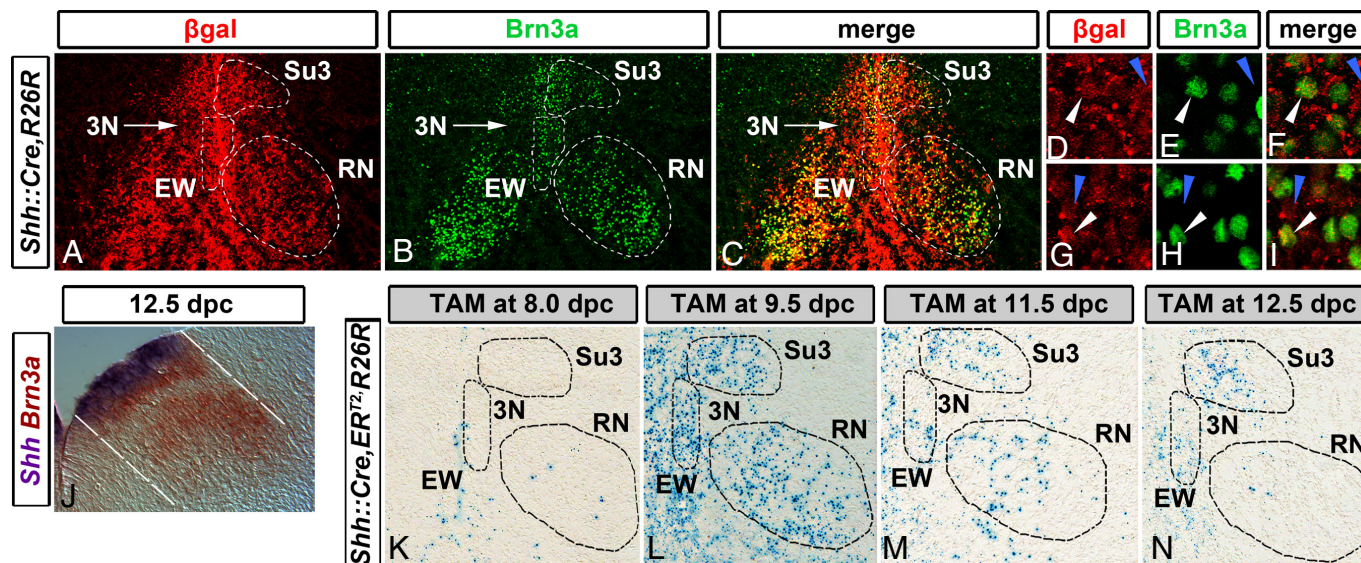 βgal
Brn3a
merge
βgal
Brn3a
merge
Shh::Cre,R26R
Su3
3N
RN
EW
A
Su3
3N
RN
EW
B
Su3
3N
RN
EW
C
D
E
F
G
H
I
12.5 dpc
TAM at 8.0 dpc
TAM at 9.5 dpc
TAM at 11.5 dpc
TAM at 12.5 dpc
Shh Brn3a
J
Shh::Cre,ER^T2,R26R
Su3
3N
RN
EW
K
Su3
3N
RN
EW
L
Su3
3N
RN
EW
M
Su3
3N
RN
EW
N